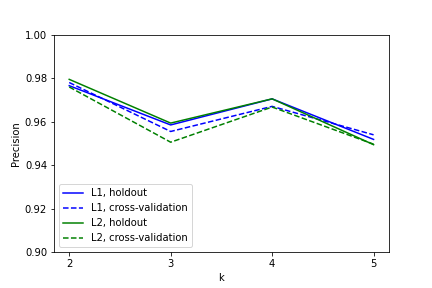 1.00
0.98
0.96
0.94
0.92
0.90
Precision
L1, holdout
L1, cross-validation
L2, holdout
L2, cross-validation
2
3
4
5
k